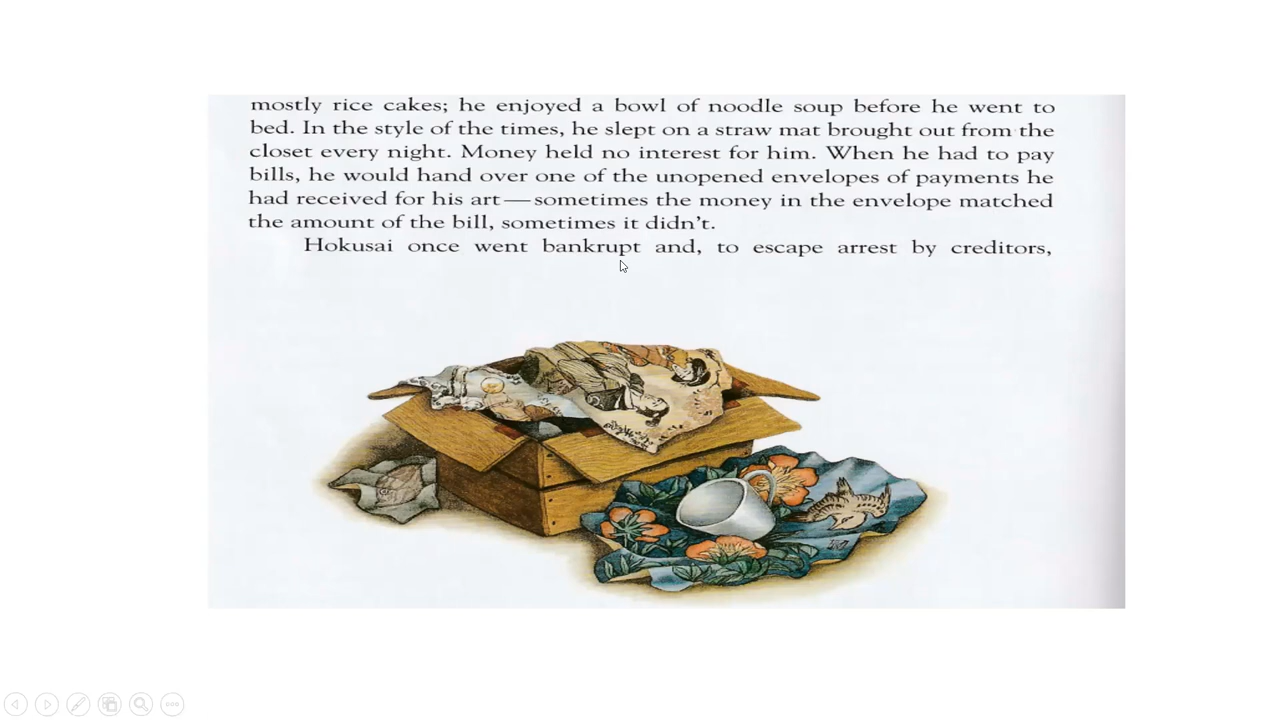 mostly rice cakes; he enjoyed a bowl of noodle soup before he went to
bed. In the style of the times, he slept on a straw mat brought out from the
closet every night. Money held no interest for him. When he had to pay
bills, he would hand over one of the unopened envelopes of payments he
had received for his art—sometimes the money in the envelope matched
the amount of the bill, sometimes it didn't.
Hokusai once went bankrupt and, to escape arrest by creditors,